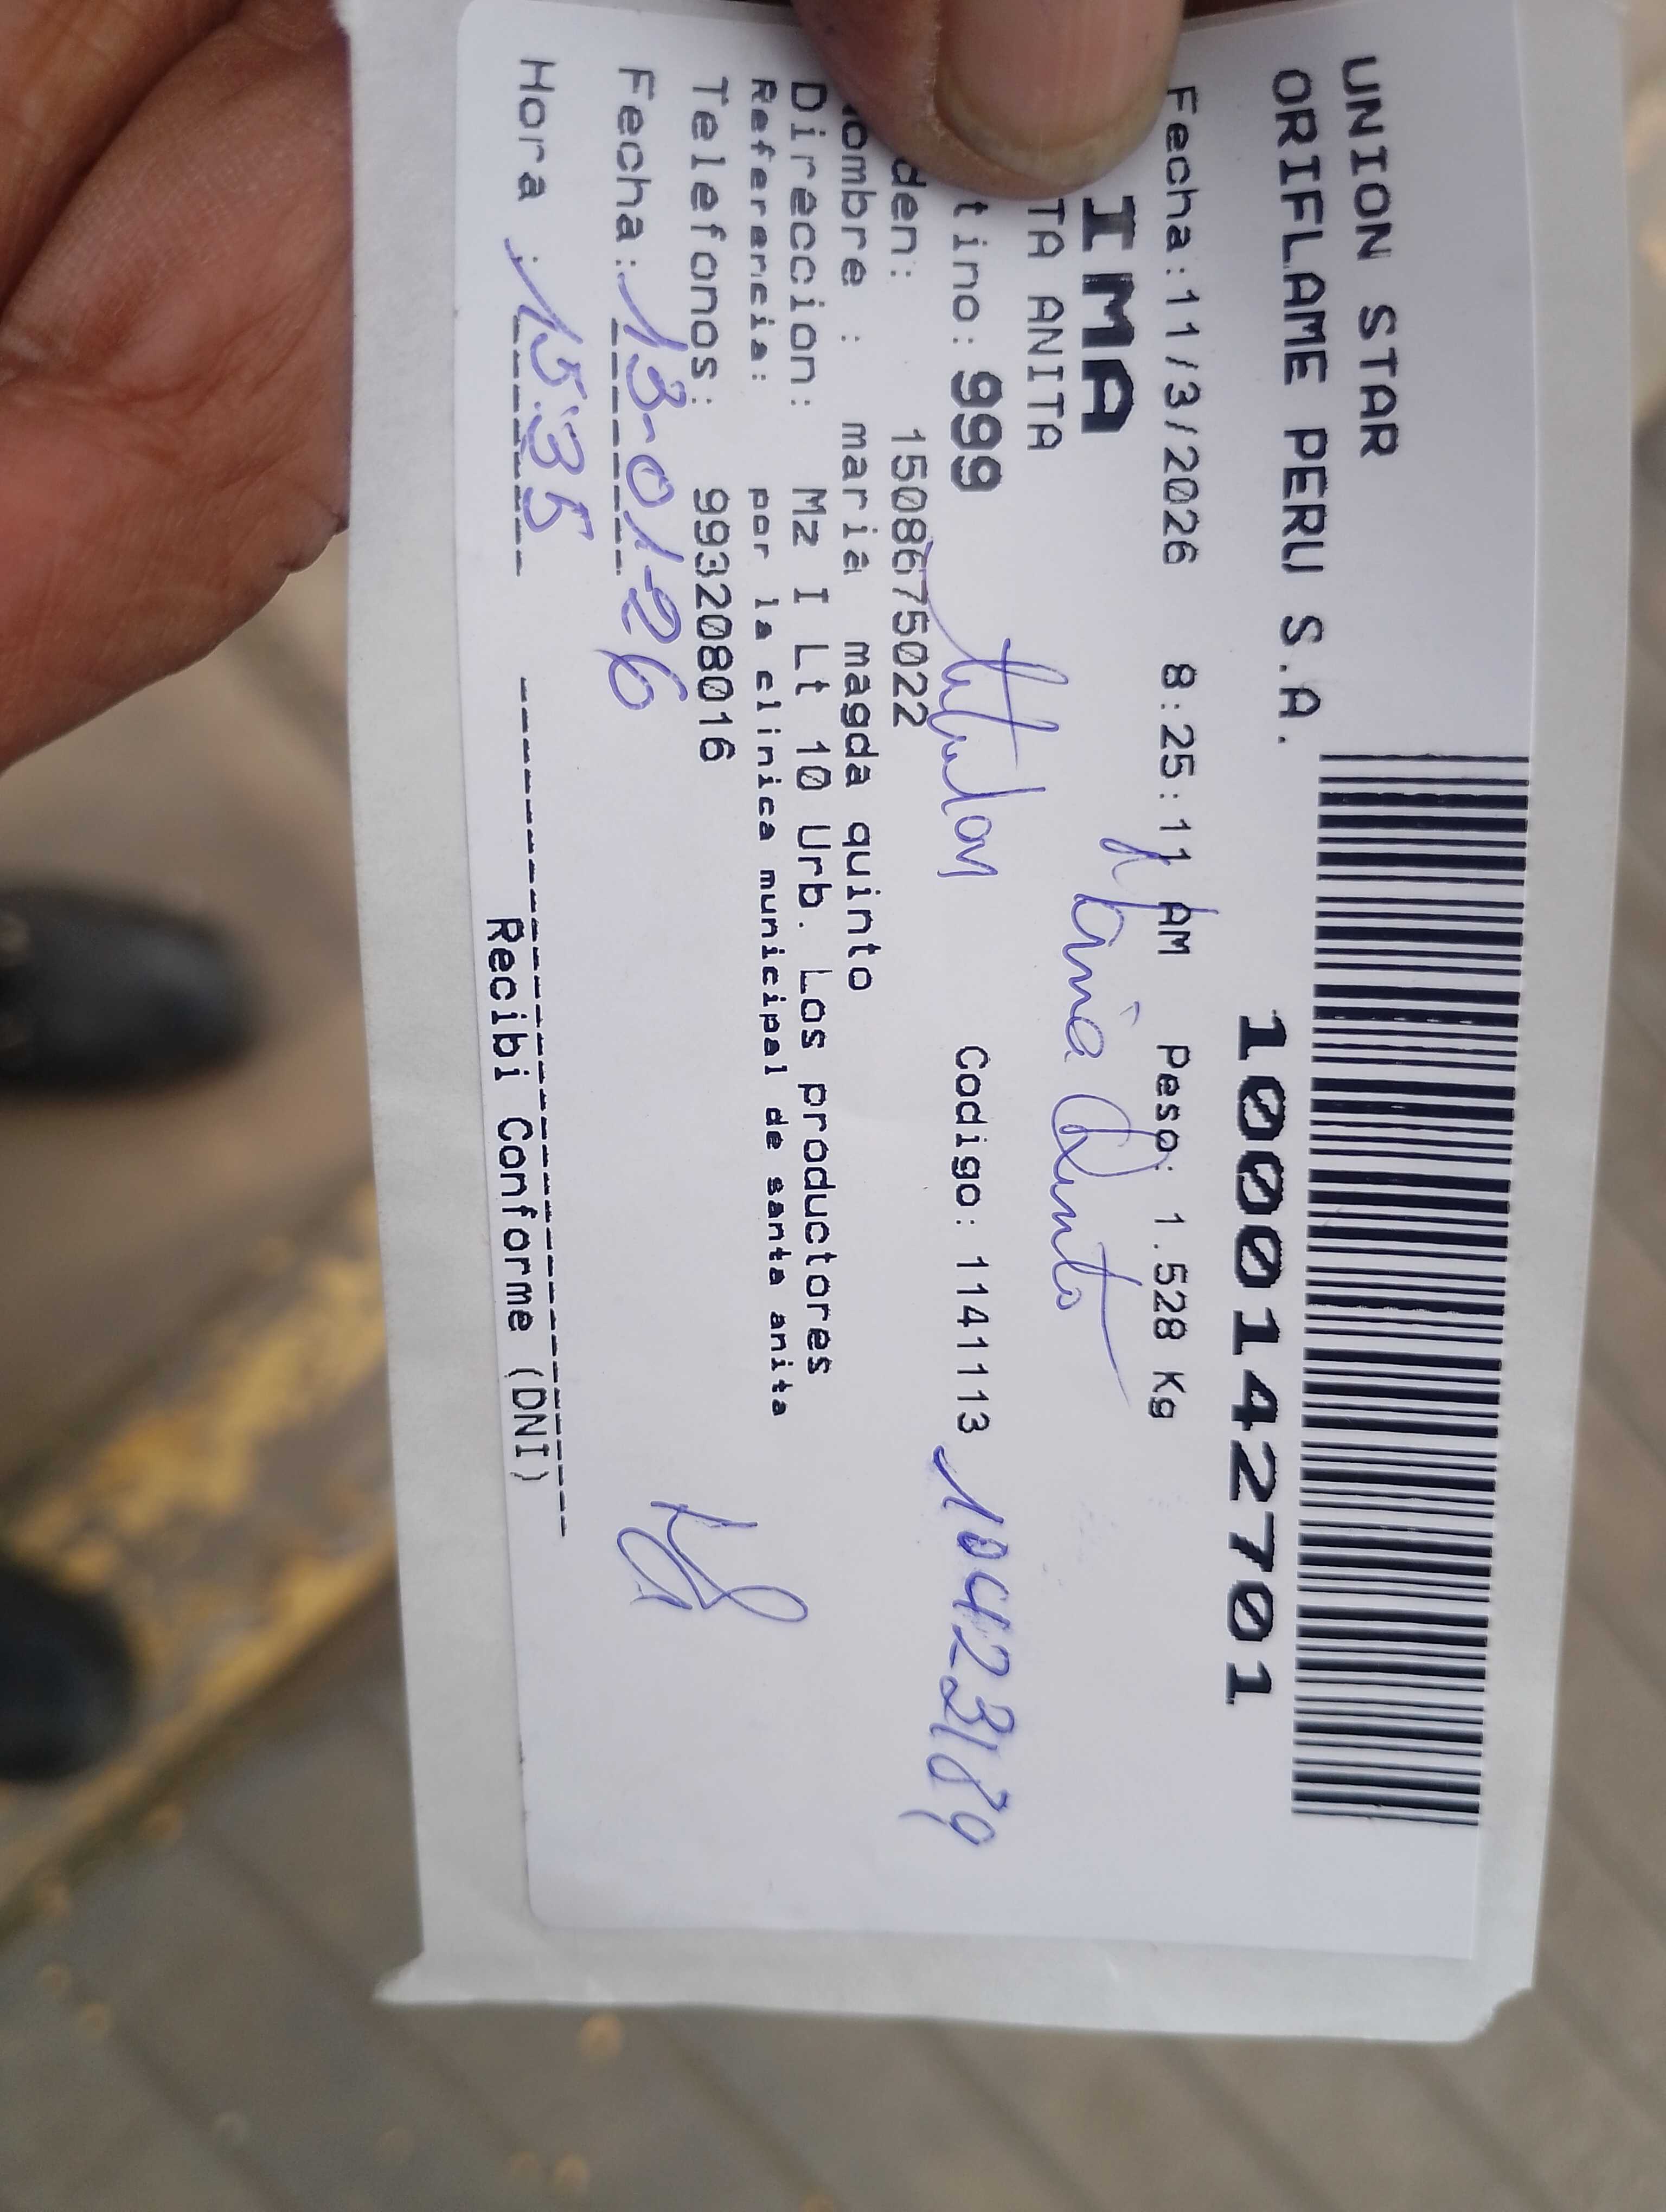 UNION STAR
ORIFLAME PERU S.A.
1000142701
Fecha:11/3/2026 8:25:11 AM Peso: 1.528 Kg
IMA
TA ANITA
Quinto
tino: 999 Codigo: 1141113
titular 10423189
den: 1508675022
ombre : maria magda quinto
Direccion: Mz I Lt 10 Urb. Los productores
Referencia: por la clinica municipal de santa anita
Telefonos: 993208016
Fecha: 13-01-26
Hora : 15:35
Recibi Conforme (DNI)